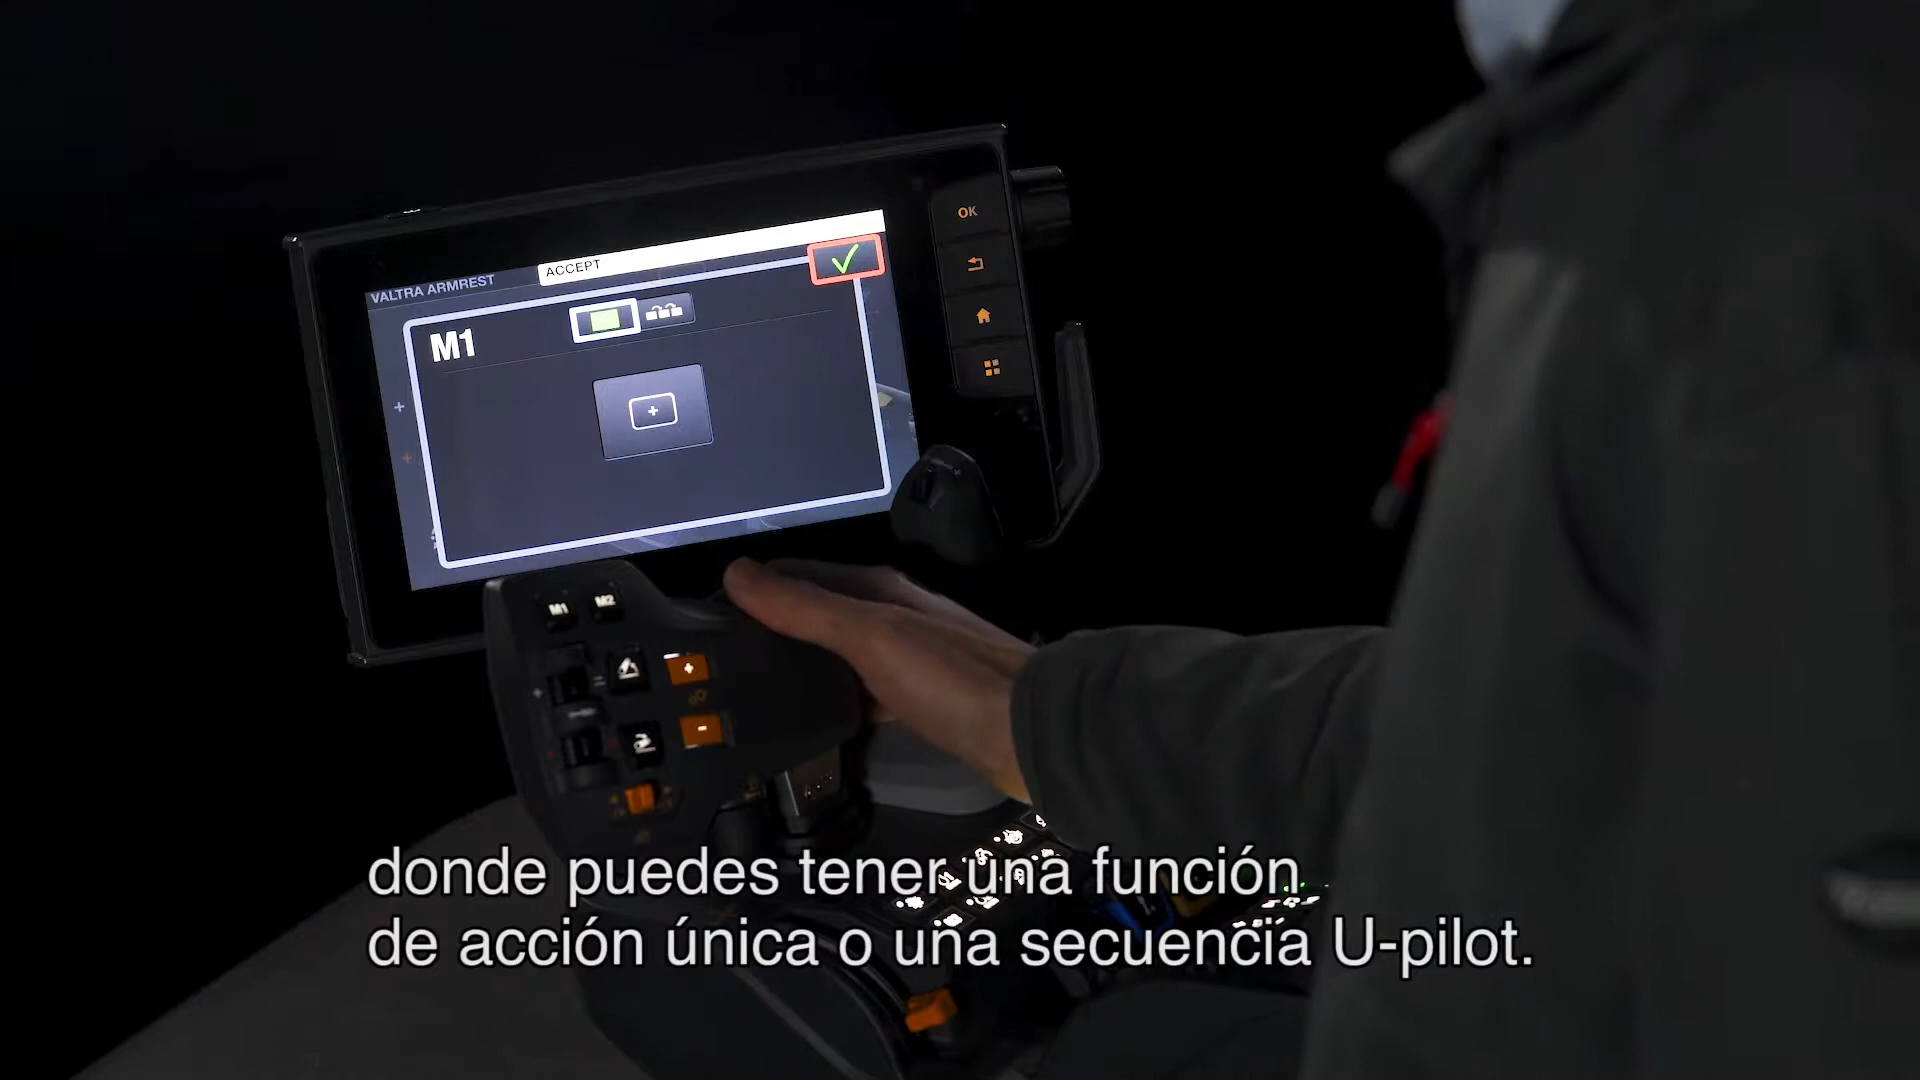 OK
ACCEPT
VALTRA ARMREST
M1
M1
M2
donde puedes tener una función
de acción única o una secuencia U-pilot.